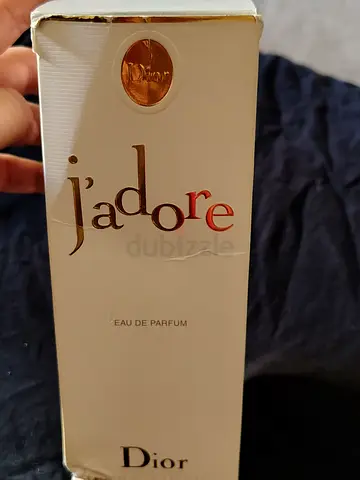 Dior
j'adore
dubizzle
EAU DE PARFUM
Dior